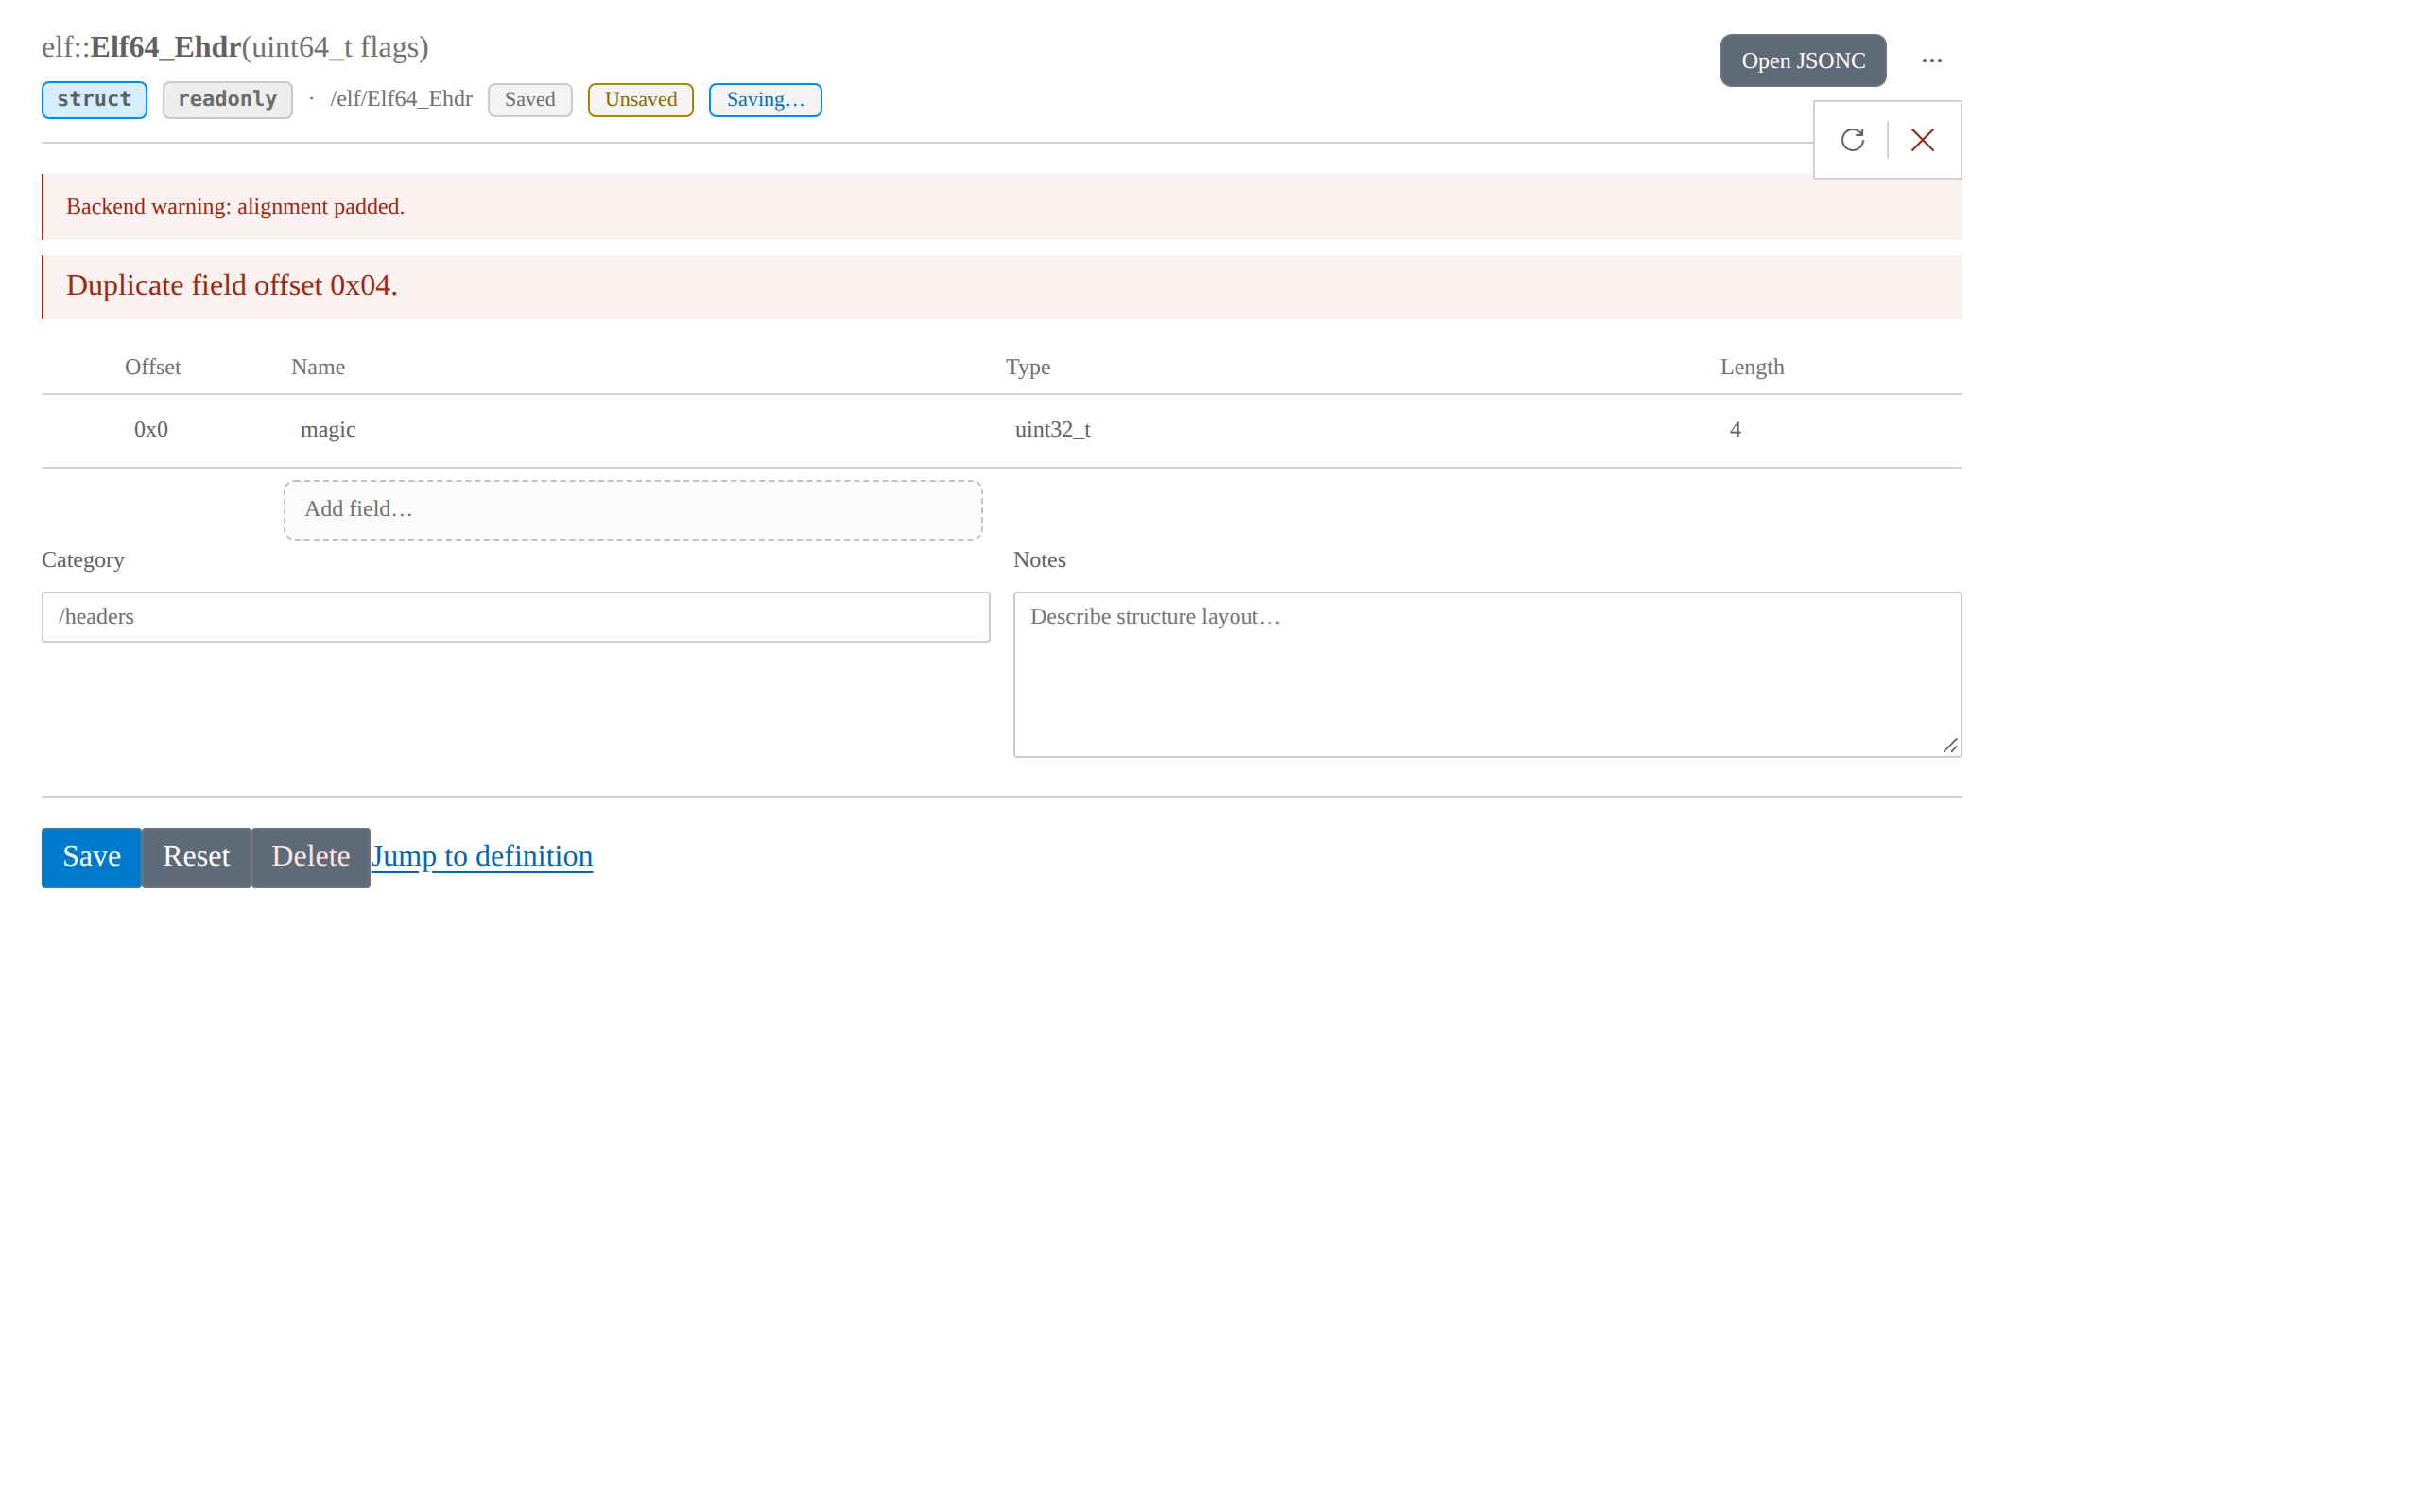 elf::Elf64_Ehdr(uint64_t flags)
Open JSONC ···
struct readonly · /elf/Elf64_Ehdr Saved Unsaved Saving…
Backend warning: alignment padded.
Duplicate field offset 0x04.
Offset Name Type Length
0x0 magic uint32_t 4
Add field…
Category Notes
/headers Describe structure layout…
Save Reset Delete Jump to definition